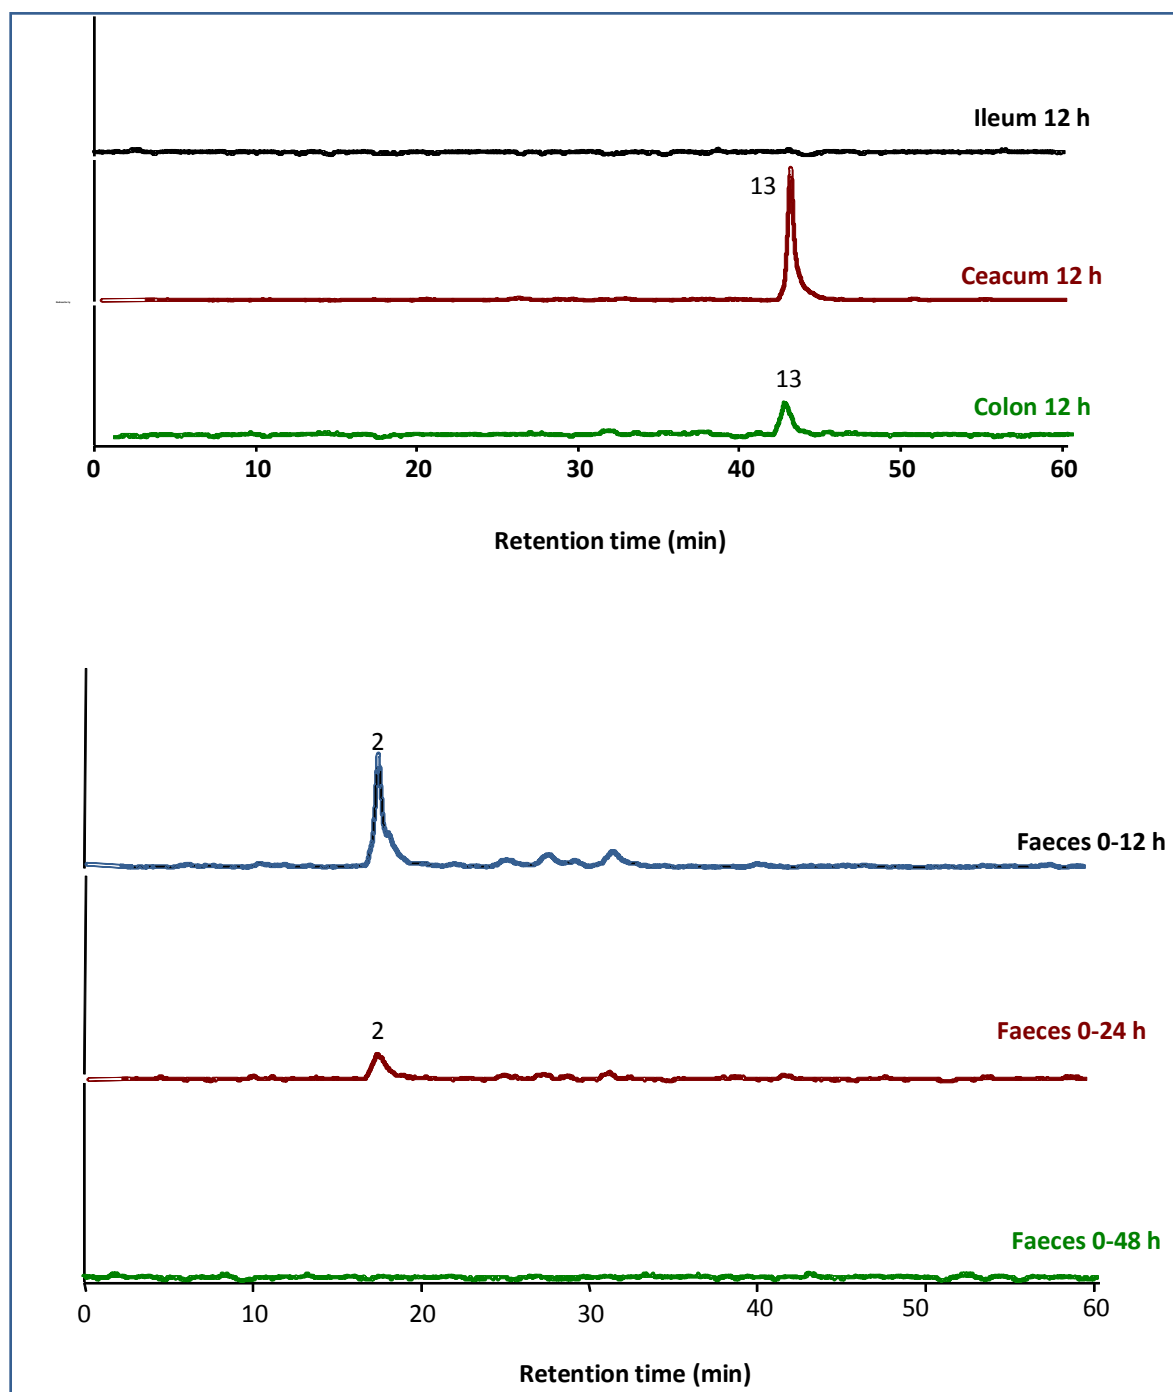 Ileum 12 h
13
Ceacum 12 h
13
Colon 12 h
0 10 20 30 40 50 60
Retention time (min)
2
Faeces 0-12 h
2
Faeces 0-24 h
Faeces 0-48 h
0 10 20 30 40 50 60
Retention time (min)